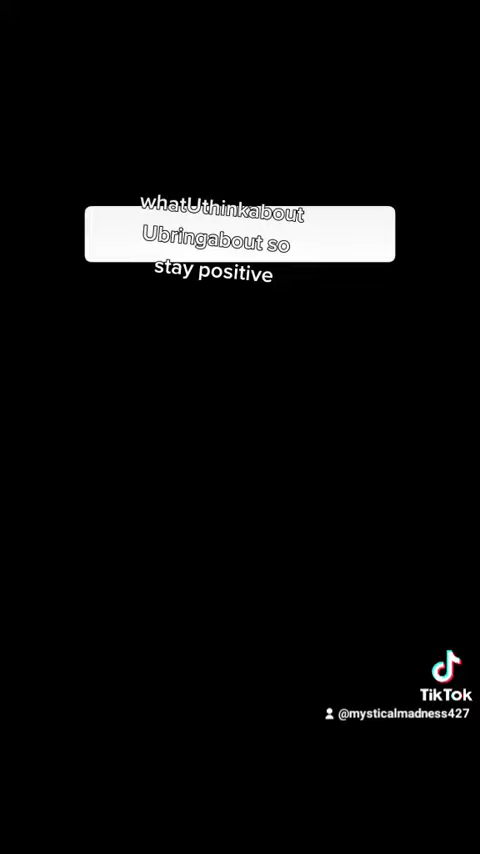 whatUthinkabout
Ubringabout so
stay positive
TikTok
@mysticalmadness427